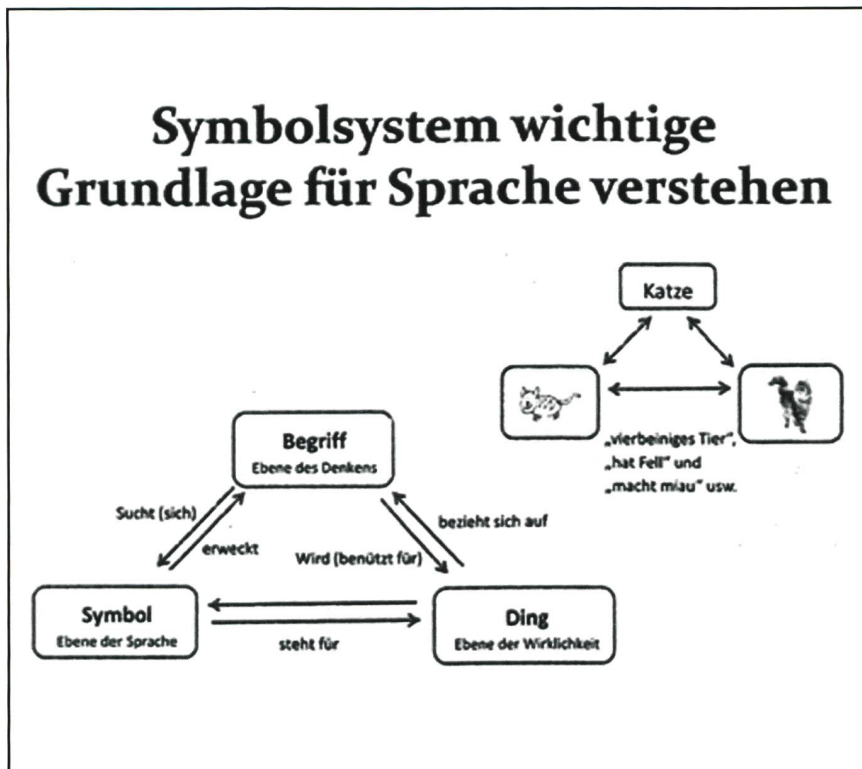 Symbolsystem wichtige
Grundlage für Sprache verstehen
Katze
„vierbeiniges Tier“,
„hat Fell“ und
„macht miau“ usw.
Begriff
Ebene des Denkens
Sucht (sich)
erweckt
bezieht sich auf
Wird (benützt für)
Symbol
Ebene der Sprache
steht für
Ding
Ebene der Wirklichkeit